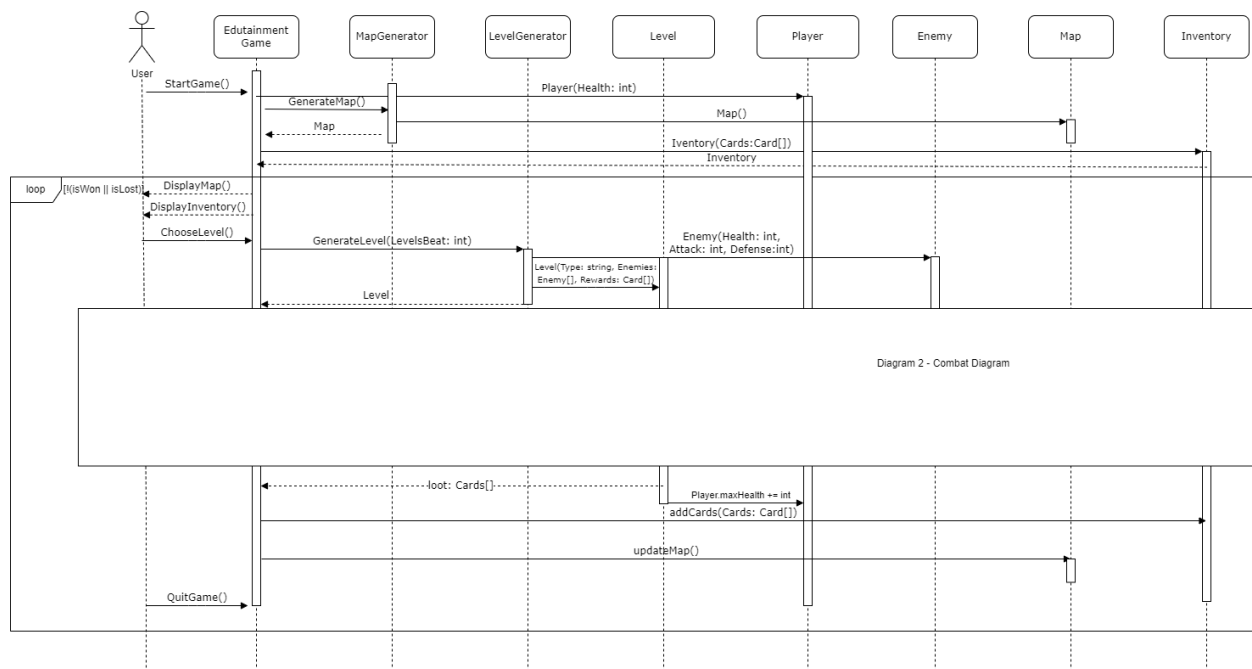 Edutainment
Game
MapGenerator
LevelGenerator
Level
Player
Enemy
Map
Inventory
User
StartGame()
Player(Health: int)
GenerateMap()
Map()
Map
Iventory(Cards:Card[])
Inventory
loop
[!(isWon || isLost)]
DisplayMap()
DisplayInventory()
ChooseLevel()
GenerateLevel(LevelsBeat: int)
Enemy(Health: int,
Attack: int, Defense:int)
Level(Type: string, Enemies:
Enemy[], Rewards: Card[])
Level
Diagram 2 - Combat Diagram
loot: Cards[]
Player.maxHealth += int
addCards(Cards: Card[])
updateMap()
QuitGame()